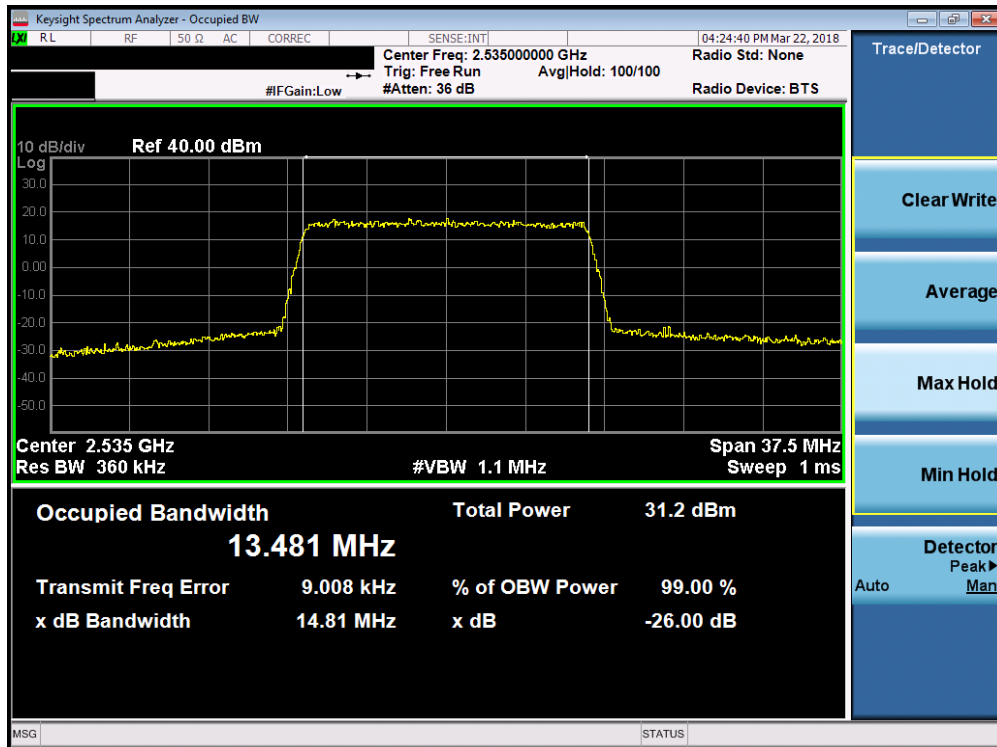 Keysight Spectrum Analyzer - Occupied BW
LXI RL RF 50 Ω AC CORREC SENSE:INT 04:24:40 PM Mar 22, 2018
Center Freq: 2.535000000 GHz Radio Std: None
Trig: Free Run Avg|Hold: 100/100
#IFGain:Low #Atten: 36 dB Radio Device: BTS
Trace/Detector
10 dB/div Ref 40.00 dBm
Log
30.0
20.0
10.0
0.00
-10.0
-20.0
-30.0
-40.0
-50.0
Center 2.535 GHz Span 37.5 MHz
Res BW 360 kHz #VBW 1.1 MHz Sweep 1 ms
Occupied Bandwidth Total Power 31.2 dBm
13.481 MHz
Transmit Freq Error 9.008 kHz % of OBW Power 99.00 %
x dB Bandwidth 14.81 MHz x dB -26.00 dB
Clear Write
Average
Max Hold
Min Hold
Detector
Peak▶
Auto Man
MSG STATUS